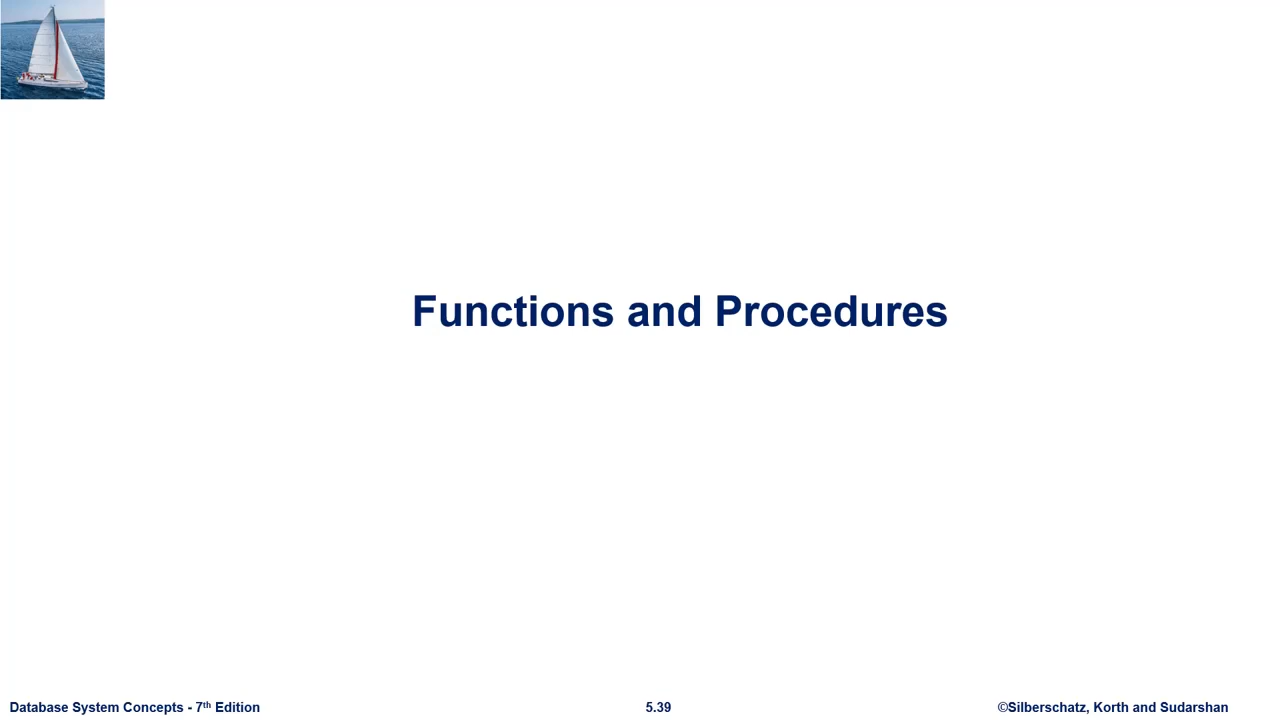 Functions and Procedures
Database System Concepts - 7th Edition
5.39
©Silberschatz, Korth and Sudarshan